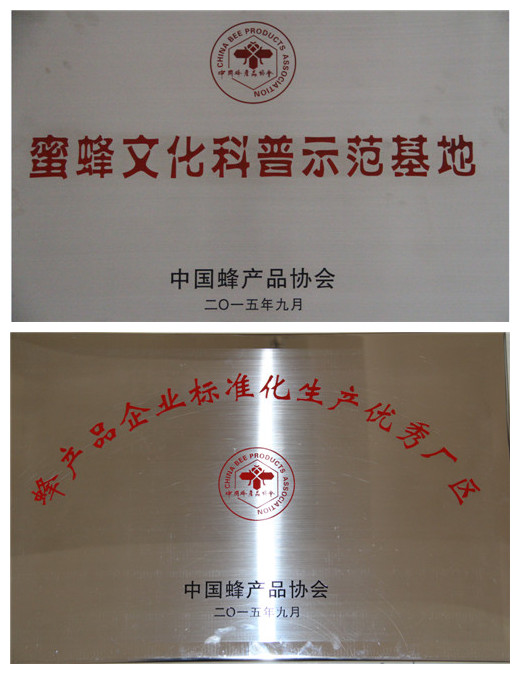 CHINA BEE PRODUCTS ASSOCIATION
中国蜂产品协会
蜜蜂文化科普示范基地
中国蜂产品协会
二〇一五年九月
蜂产品企业标准化生产优秀厂区
CHINA BEE PRODUCTS ASSOCIATION
中国蜂产品协会
中国蜂产品协会
二〇一五年九月